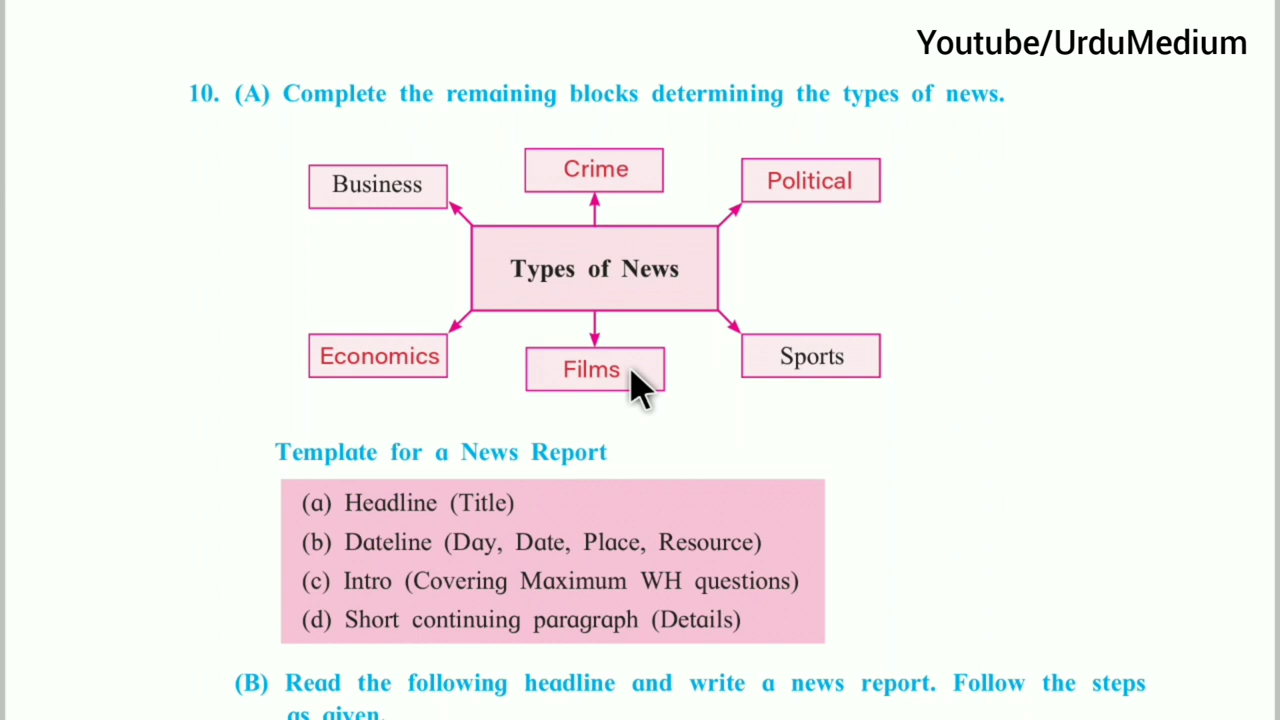 Youtube/UrduMedium
10. (A) Complete the remaining blocks determining the types of news.
Business
Crime
Political
Types of News
Economics
Films
Sports
Template for a News Report
(a) Headline (Title)
(b) Dateline (Day, Date, Place, Resource)
(c) Intro (Covering Maximum WH questions)
(d) Short continuing paragraph (Details)
(B) Read the following headline and write a news report. Follow the steps
as given.